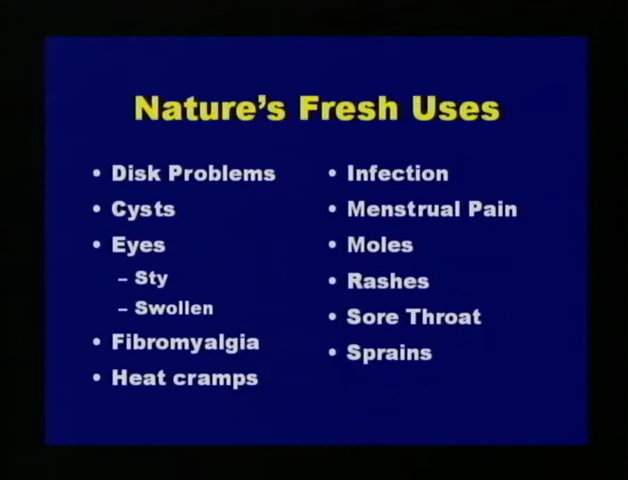 Nature's Fresh Uses
• Disk Problems
• Cysts
• Eyes
– Sty
– Swollen
• Fibromyalgia
• Heat cramps
• Infection
• Menstrual Pain
• Moles
• Rashes
• Sore Throat
• Sprains